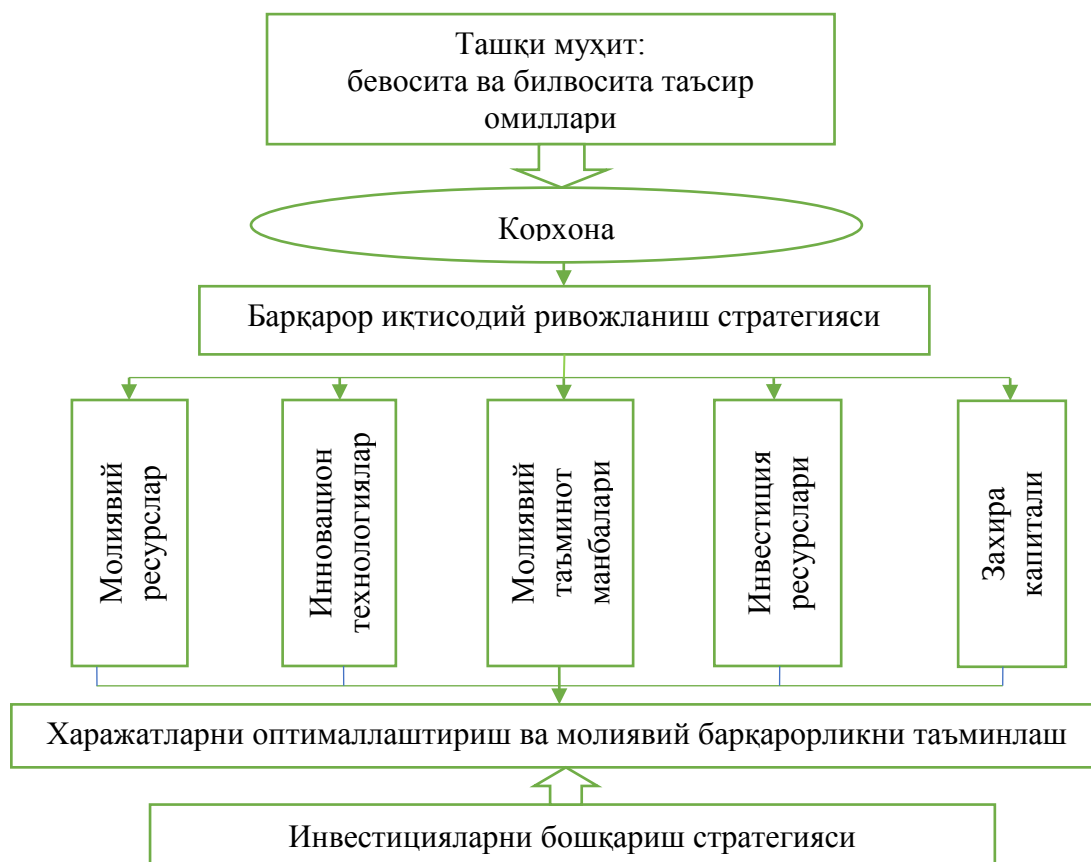 Ташқи муҳит:
бевосита ва билвосита таъсир
омиллари
Корхона
Барқарор иқтисодий ривожланиш стратегияси
Молиявий
ресурслар
Инновацион
технологиялар
Молиявий
таъминот
манбалари
Инвестиция
ресурслари
Захира
капитали
Харажатларни оптималлаштириш ва молиявий барқарорликни таъминлаш
Инвестицияларни бошқариш стратегияси